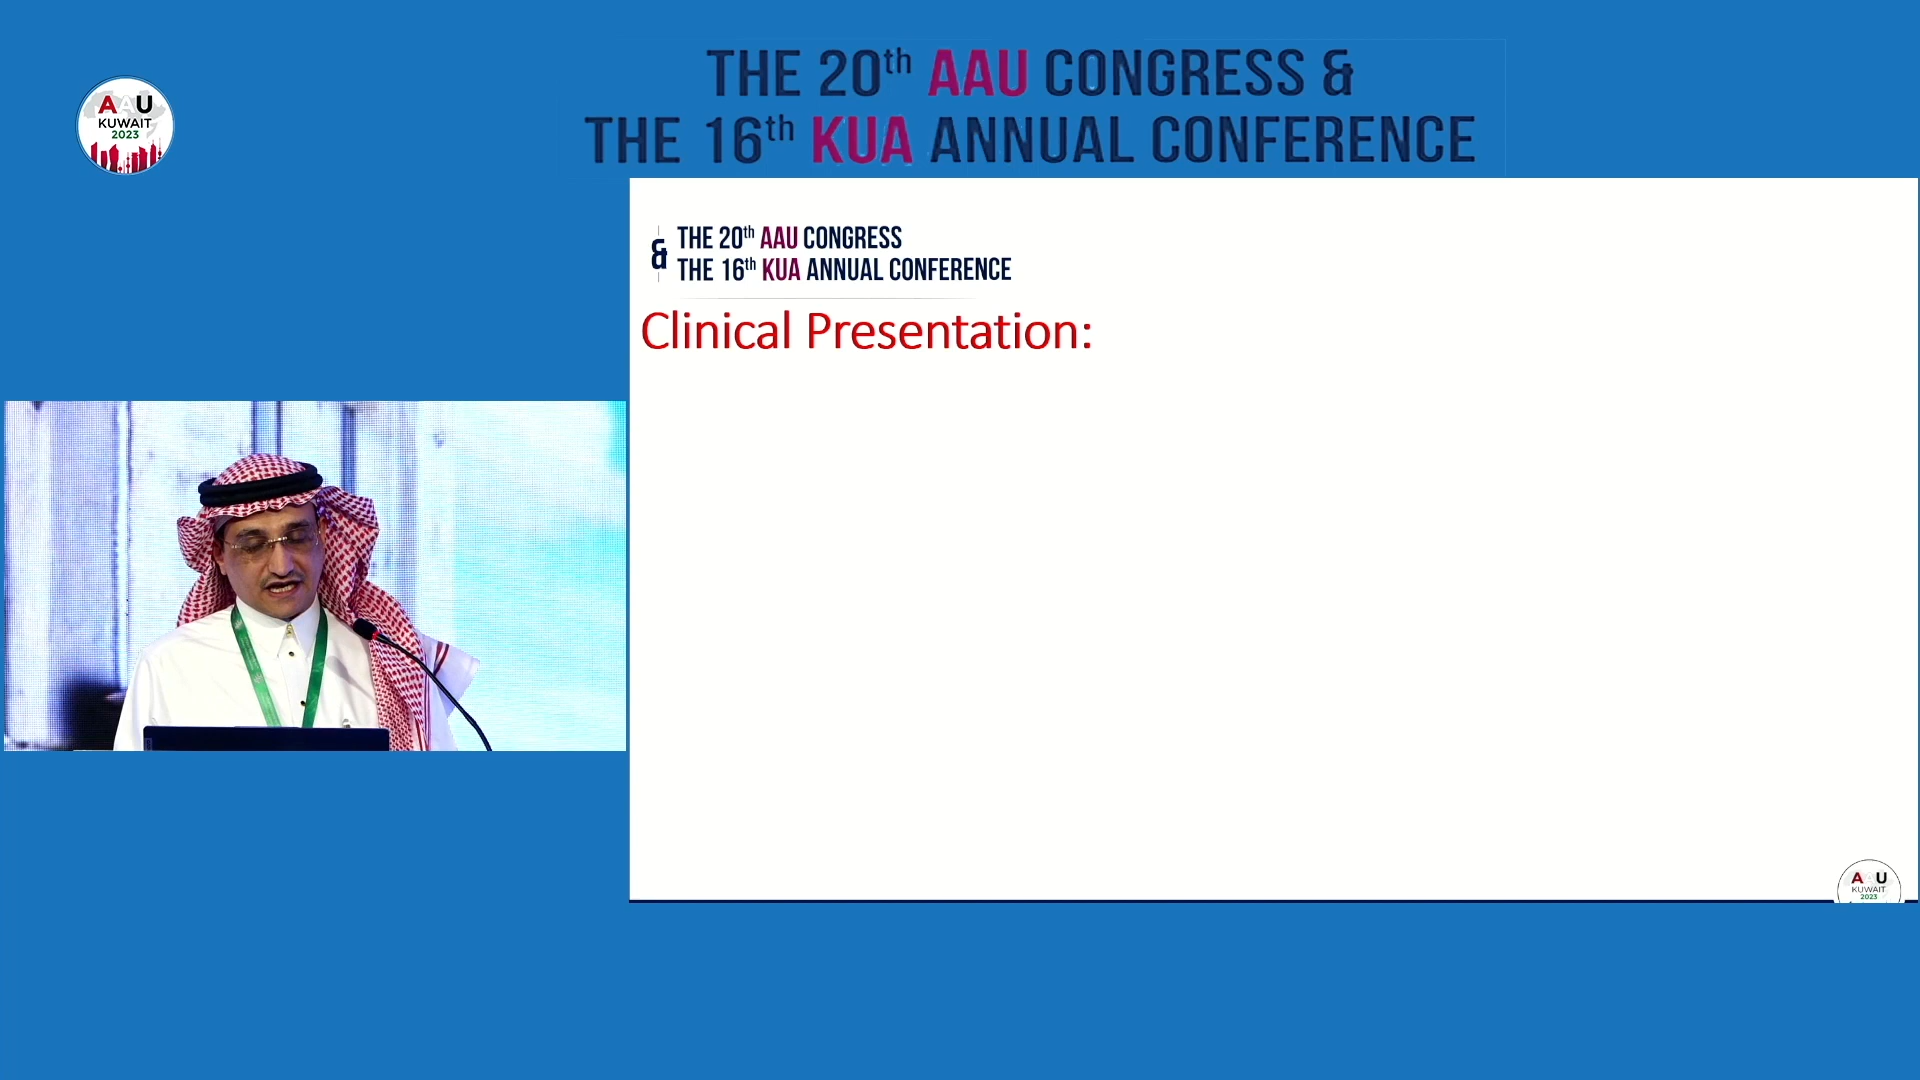 THE 20th AAU CONGRESS &
THE 16th KUA ANNUAL CONFERENCE
AAU
KUWAIT
2023
& THE 20th AAU CONGRESS
THE 16th KUA ANNUAL CONFERENCE
Clinical Presentation:
AAU
KUWAIT
2023